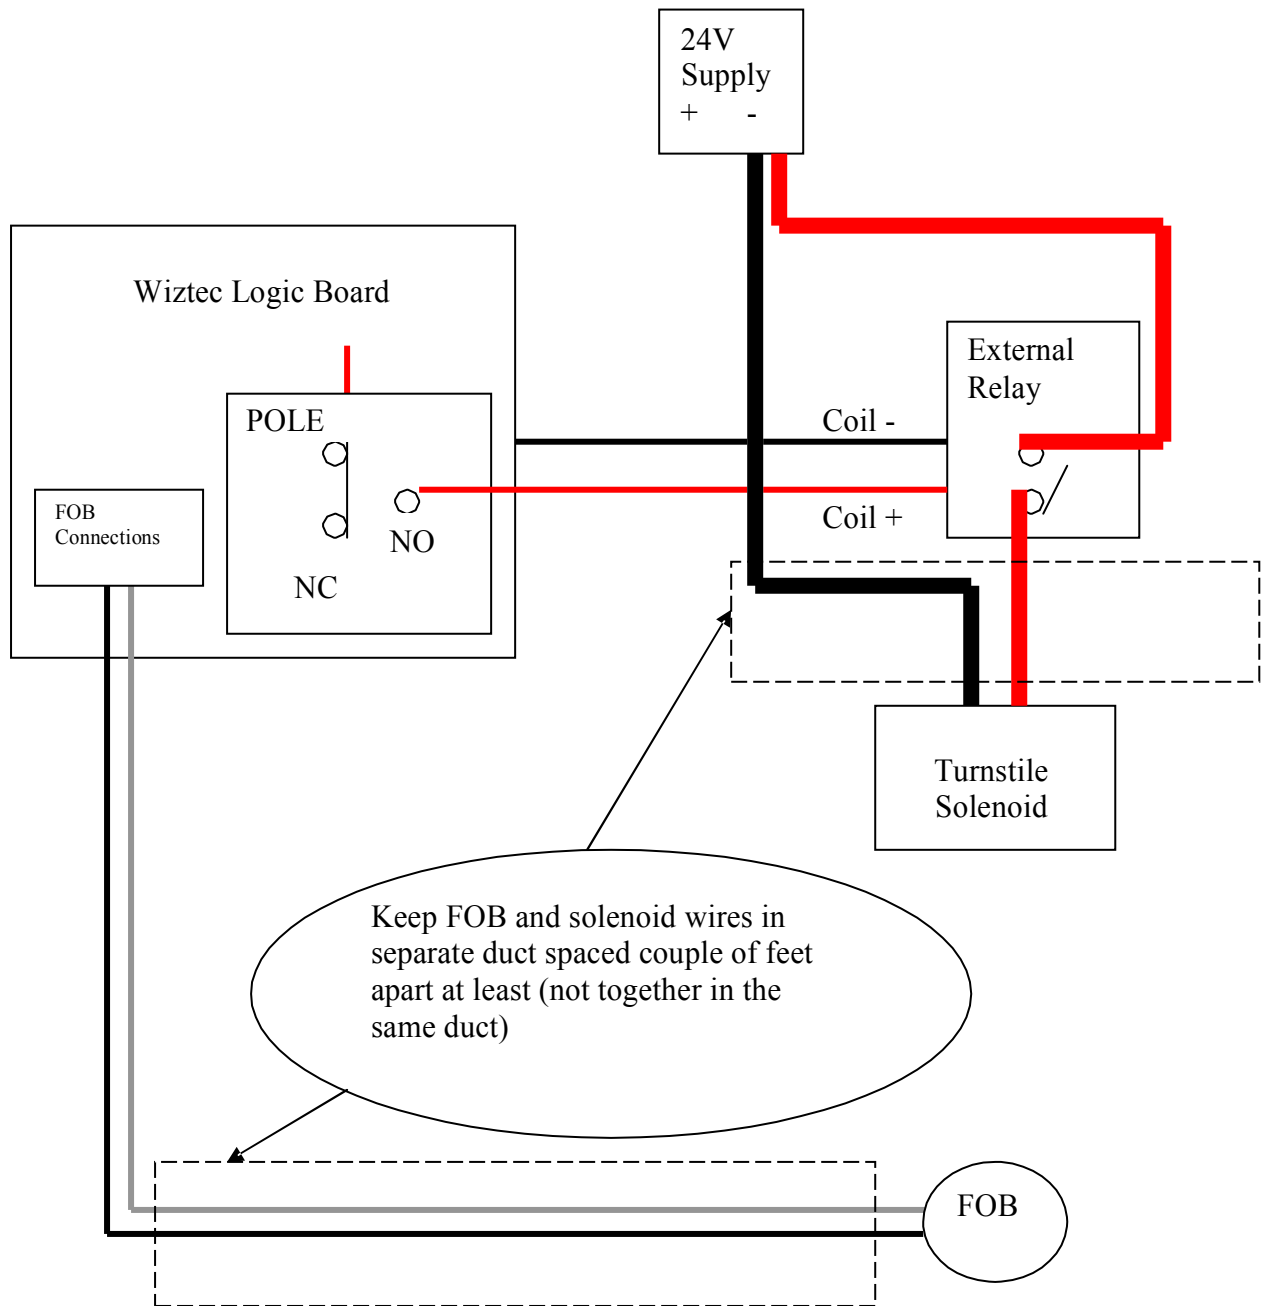 24V
Supply
+ -
Wiztec Logic Board
External
Relay
POLE
Coil -
FOB
Connections
Coil +
NO
NC
Turnstile
Solenoid
Keep FOB and solenoid wires in
separate duct spaced couple of feet
apart at least (not together in the
same duct)
FOB